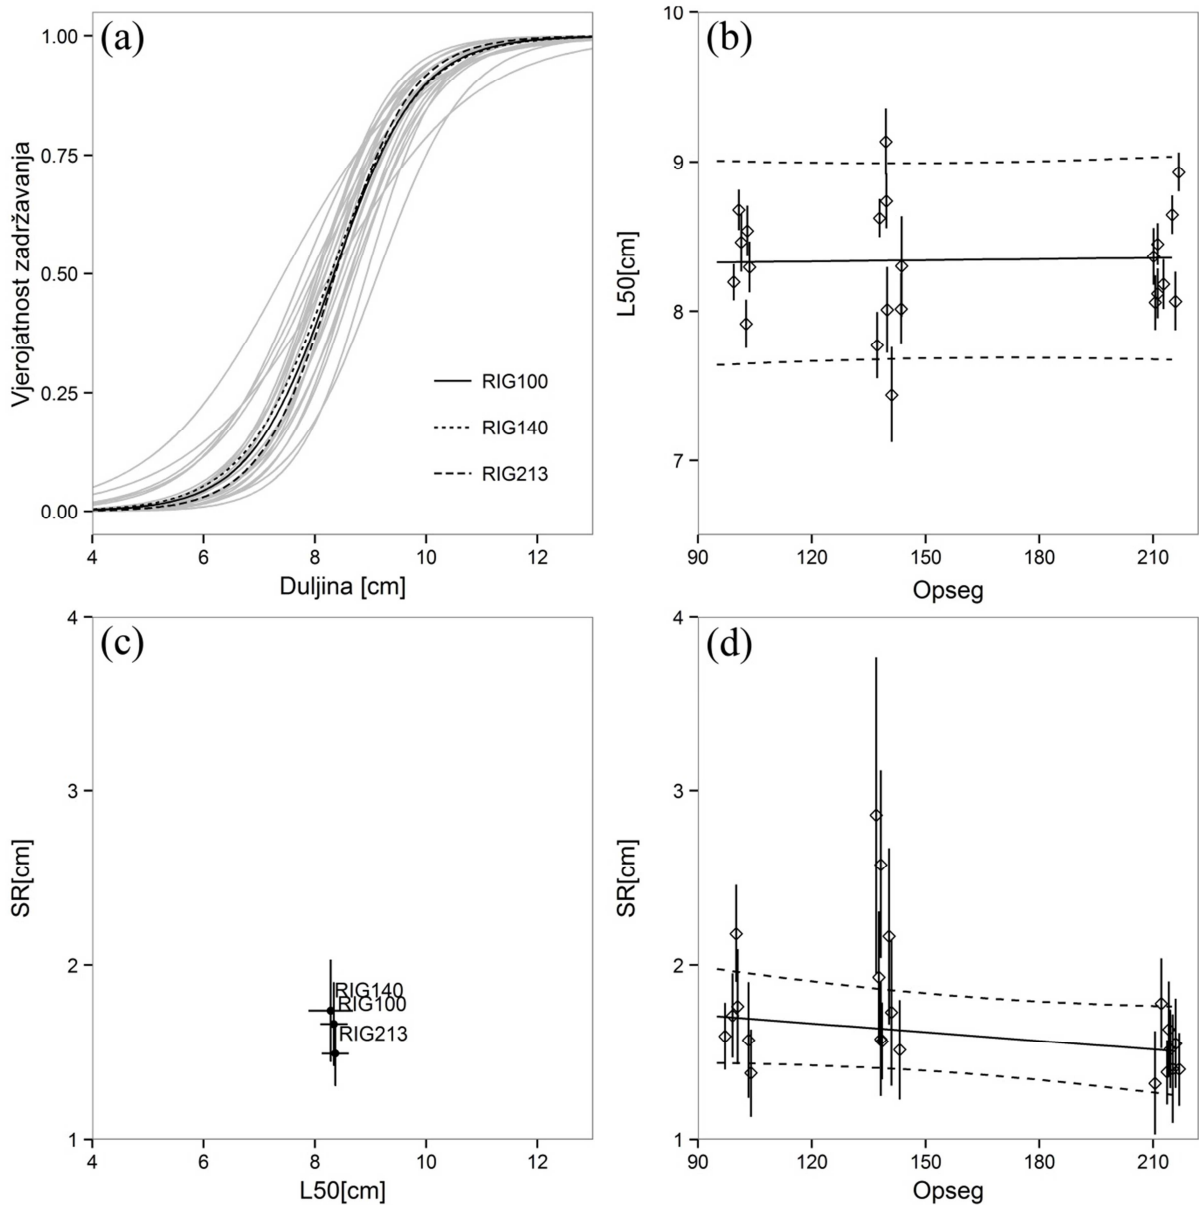 (a)
1.00
0.75
0.50
0.25
0.00
Vjerojatnost zadržavanja
RIG100
RIG140
RIG213
4 6 8 10 12
Duljina [cm]
(b)
10
9
8
7
L50[cm]
90 120 150 180 210
Opseg
(c)
4
3
2
1
SR[cm]
RIG140
RIG100
RIG213
4 6 8 10 12
L50[cm]
(d)
4
3
2
1
SR[cm]
90 120 150 180 210
Opseg